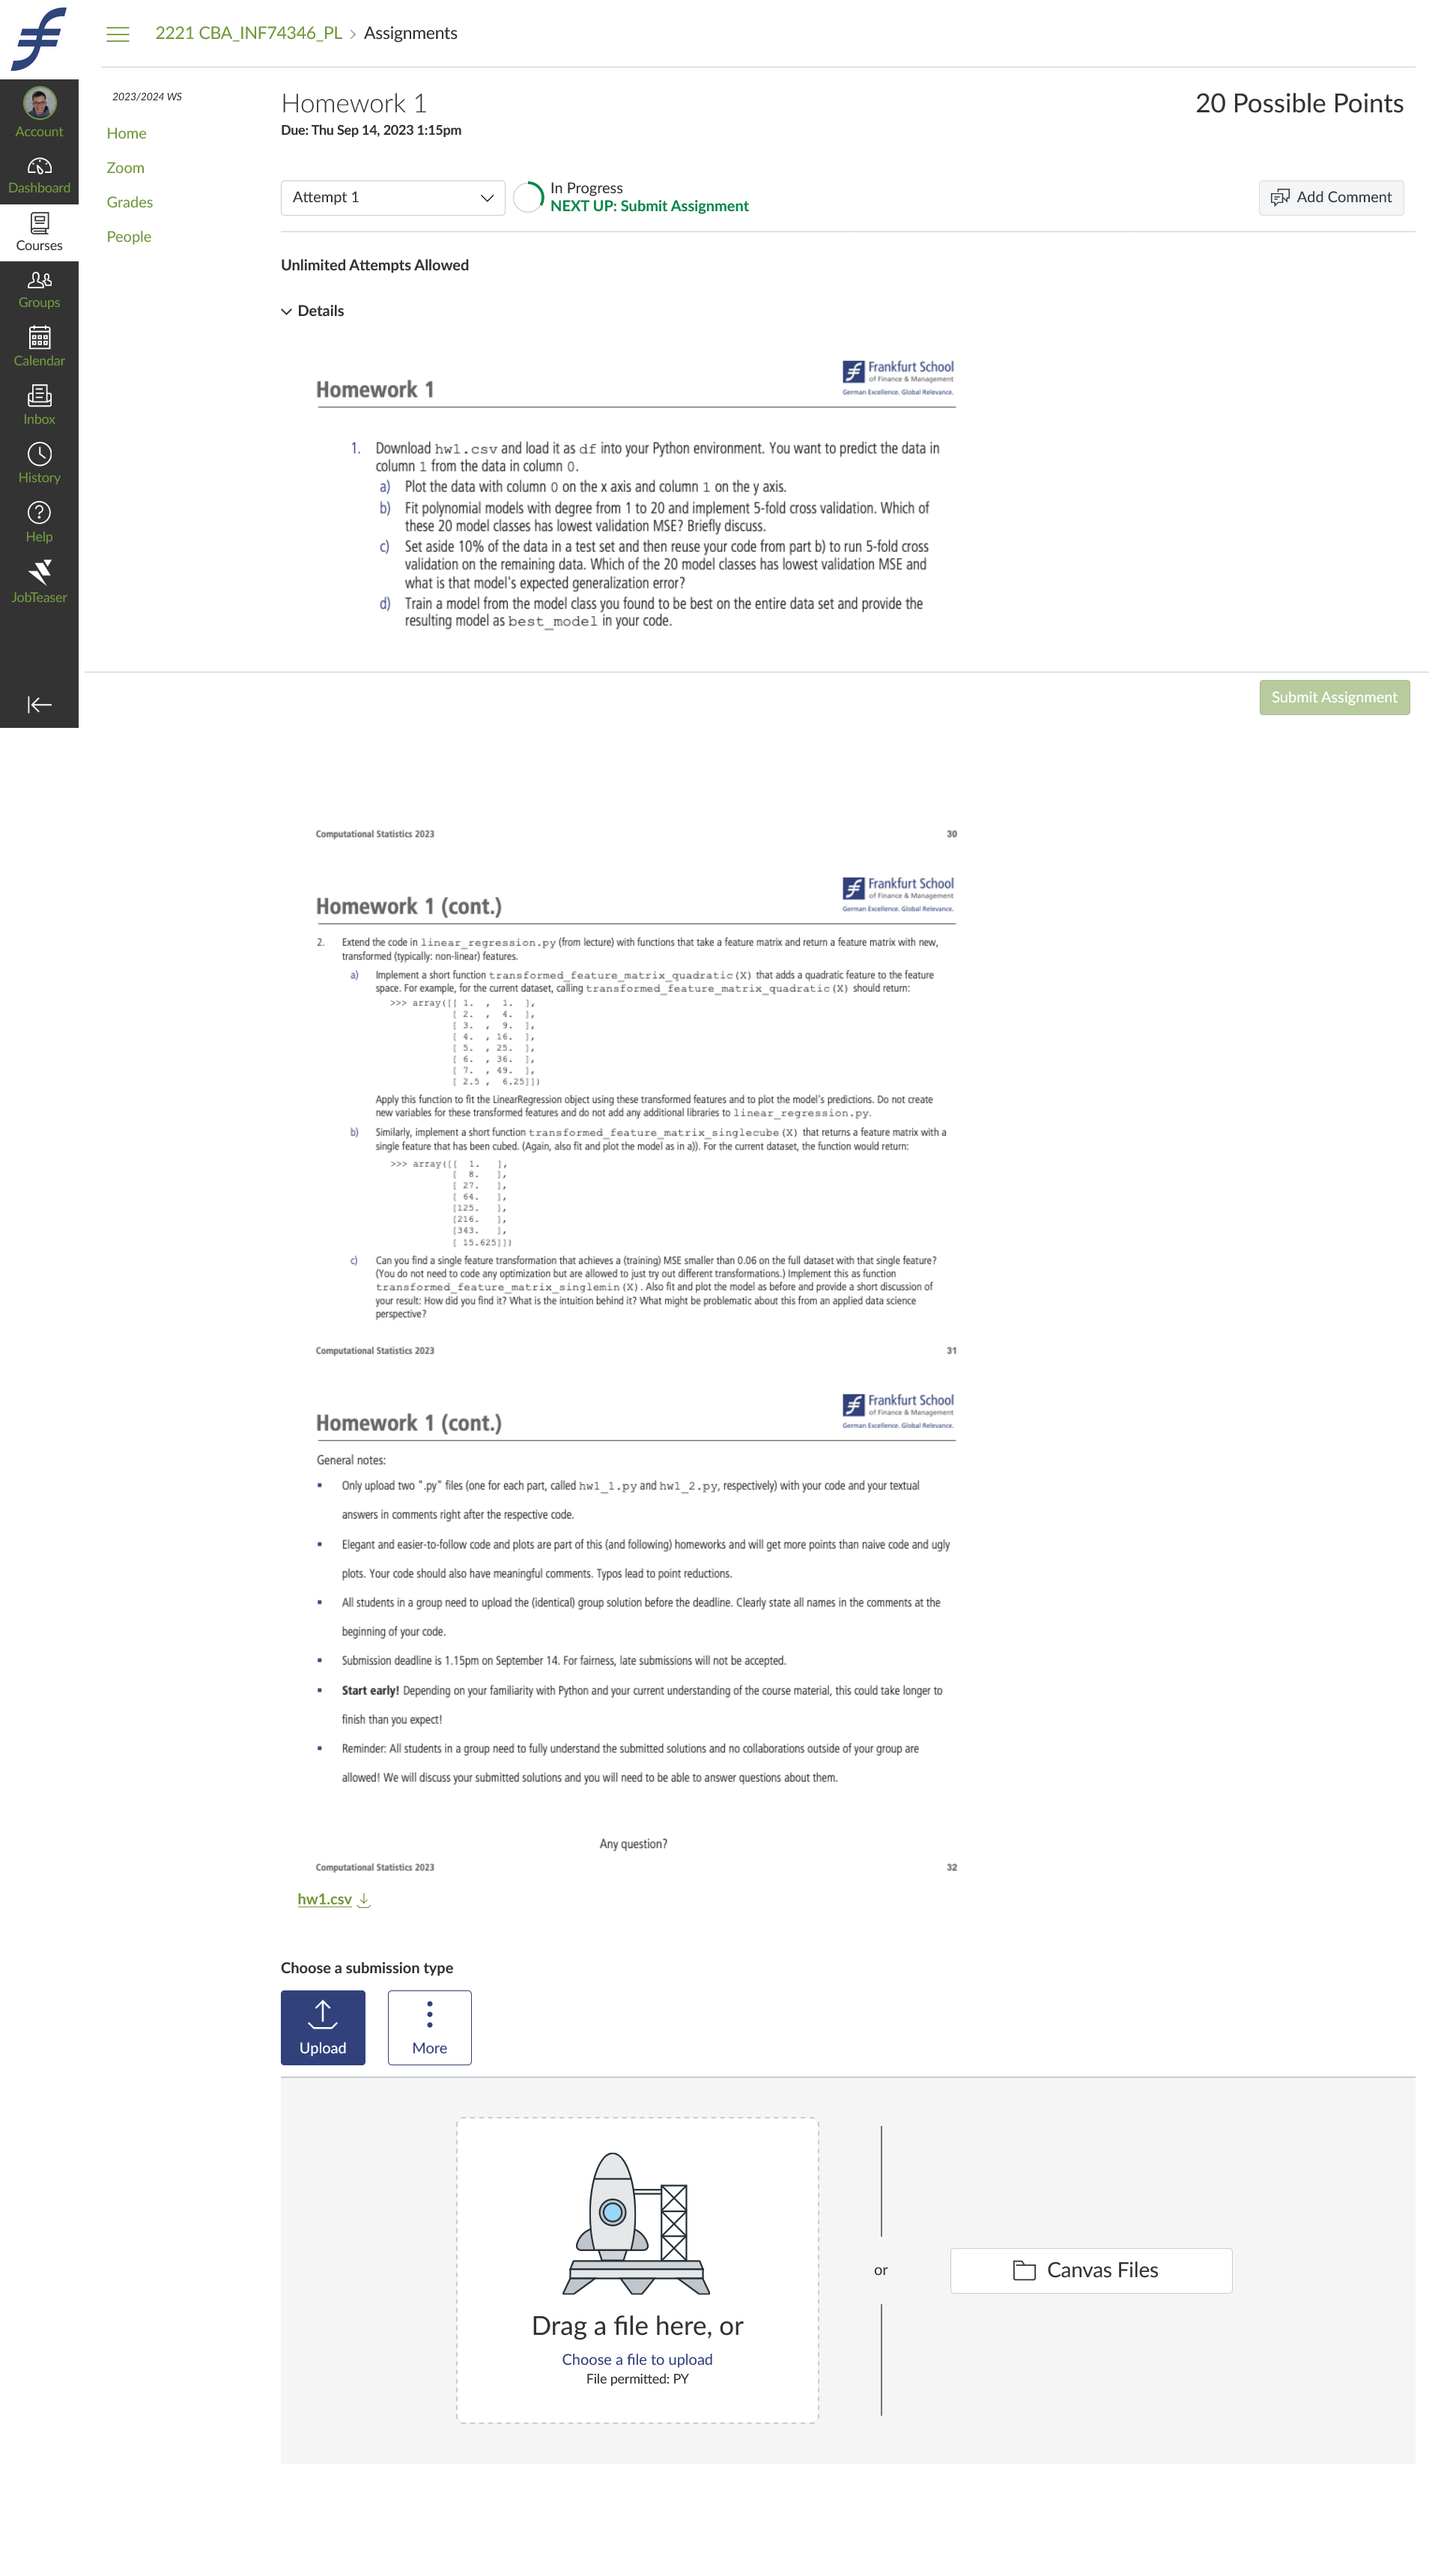 2221 CBA_INF74346_PL > Assignments
Account
Dashboard
Courses
Groups
Calendar
Inbox
History
Help
JobTeaser
2023/2024 WS
Home
Zoom
Grades
People
Homework 1
20 Possible Points
Due: Thu Sep 14, 2023 1:15pm
Attempt 1
In Progress
NEXT UP: Submit Assignment
Add Comment
Unlimited Attempts Allowed
Details
Frankfurt School
of Finance & Management
German Excellence. Global Relevance.
Homework 1
1. Download hw1.csv and load it as df into your Python environment. You want to predict the data in
column 1 from the data in column 0.
a) Plot the data with column 0 on the x axis and column 1 on the y axis.
b) Fit polynomial models with degree from 1 to 20 and implement 5-fold cross validation. Which of
these 20 model classes has lowest validation MSE? Briefly discuss.
c) Set aside 10% of the data in a test set and then reuse your code from part b) to run 5-fold cross
validation on the remaining data. Which of the 20 model classes has lowest validation MSE and
what is that model's expected generalization error?
d) Train a model from the model class you found to be best on the entire data set and provide the
resulting model as best_model in your code.
Submit Assignment
Computational Statistics 2023 30
Frankfurt School
of Finance & Management
German Excellence. Global Relevance.
Homework 1 (cont.)
2. Extend the code in linear_regression.py (from lecture) with functions that take a feature matrix and return a feature matrix with new,
transformed (typically: non-linear) features.
a) Implement a short function transformed_feature_matrix_quadratic(X) that adds a quadratic feature to the feature
space. For example, for the current dataset, calling transformed_feature_matrix_quadratic(X) should return:
>>> array([[ 1. , 1. ],
[ 2. , 4. ],
[ 3. , 9. ],
[ 4. , 16. ],
[ 5. , 25. ],
[ 6. , 36. ],
[ 7. , 49. ],
[ 2.5 , 6.25]])
Apply this function to fit the LinearRegression object using these transformed features and to plot the model's predictions. Do not create
new variables for these transformed features and do not add any additional libraries to linear_regression.py.
b) Similarly, implement a short function transformed_feature_matrix_singlecube(X) that returns a feature matrix with a
single feature that has been cubed. (Again, also fit and plot the model as in a)). For the current dataset, the function would return:
>>> array([[ 1. ],
[ 8. ],
[ 27. ],
[ 64. ],
[125. ],
[216. ],
[343. ],
[ 15.625]])
c) Can you find a single feature transformation that achieves a (training) MSE smaller than 0.06 on the full dataset with that single feature?
(You do not need to code any optimization but are allowed to just try out different transformations.) Implement this as function
transformed_feature_matrix_singlemin(X). Also fit and plot the model as before and provide a short discussion of
your result: How did you find it? What is the intuition behind it? What might be problematic about this from an applied data science
perspective?
Computational Statistics 2023 31
Frankfurt School
of Finance & Management
German Excellence. Global Relevance.
Homework 1 (cont.)
General notes:
▪ Only upload two ".py" files (one for each part, called hw1_1.py and hw1_2.py, respectively) with your code and your textual
answers in comments right after the respective code.
▪ Elegant and easier-to-follow code and plots are part of this (and following) homeworks and will get more points than naive code and ugly
plots. Your code should also have meaningful comments. Typos lead to point reductions.
▪ All students in a group need to upload the (identical) group solution before the deadline. Clearly state all names in the comments at the
beginning of your code.
▪ Submission deadline is 1.15pm on September 14. For fairness, late submissions will not be accepted.
▪ Start early! Depending on your familiarity with Python and your current understanding of the course material, this could take longer to
finish than you expect!
▪ Reminder: All students in a group need to fully understand the submitted solutions and no collaborations outside of your group are
allowed! We will discuss your submitted solutions and you will need to be able to answer questions about them.
Any question?
Computational Statistics 2023 32
hw1.csv
Choose a submission type
Upload
More
Drag a file here, or
Choose a file to upload
File permitted: PY
or
Canvas Files